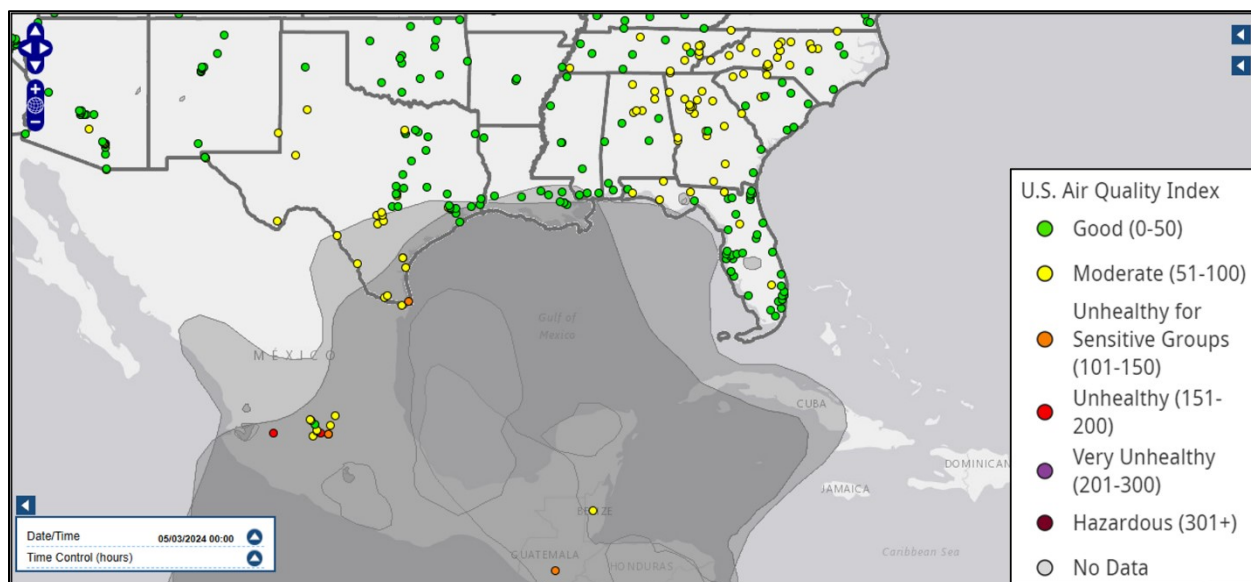 U.S. Air Quality Index
Good (0-50)
Moderate (51-100)
Unhealthy for
Sensitive Groups
(101-150)
Unhealthy (151-
200)
Very Unhealthy
(201-300)
Hazardous (301+)
No Data
Gulf of
Mexico
MÉXICO
CUBA
DOMINICAN
JAMAICA
BELIZE
GUATEMALA
HONDURAS
Caribbean Sea
Date/Time 05/03/2024 00:00
Time Control (hours)